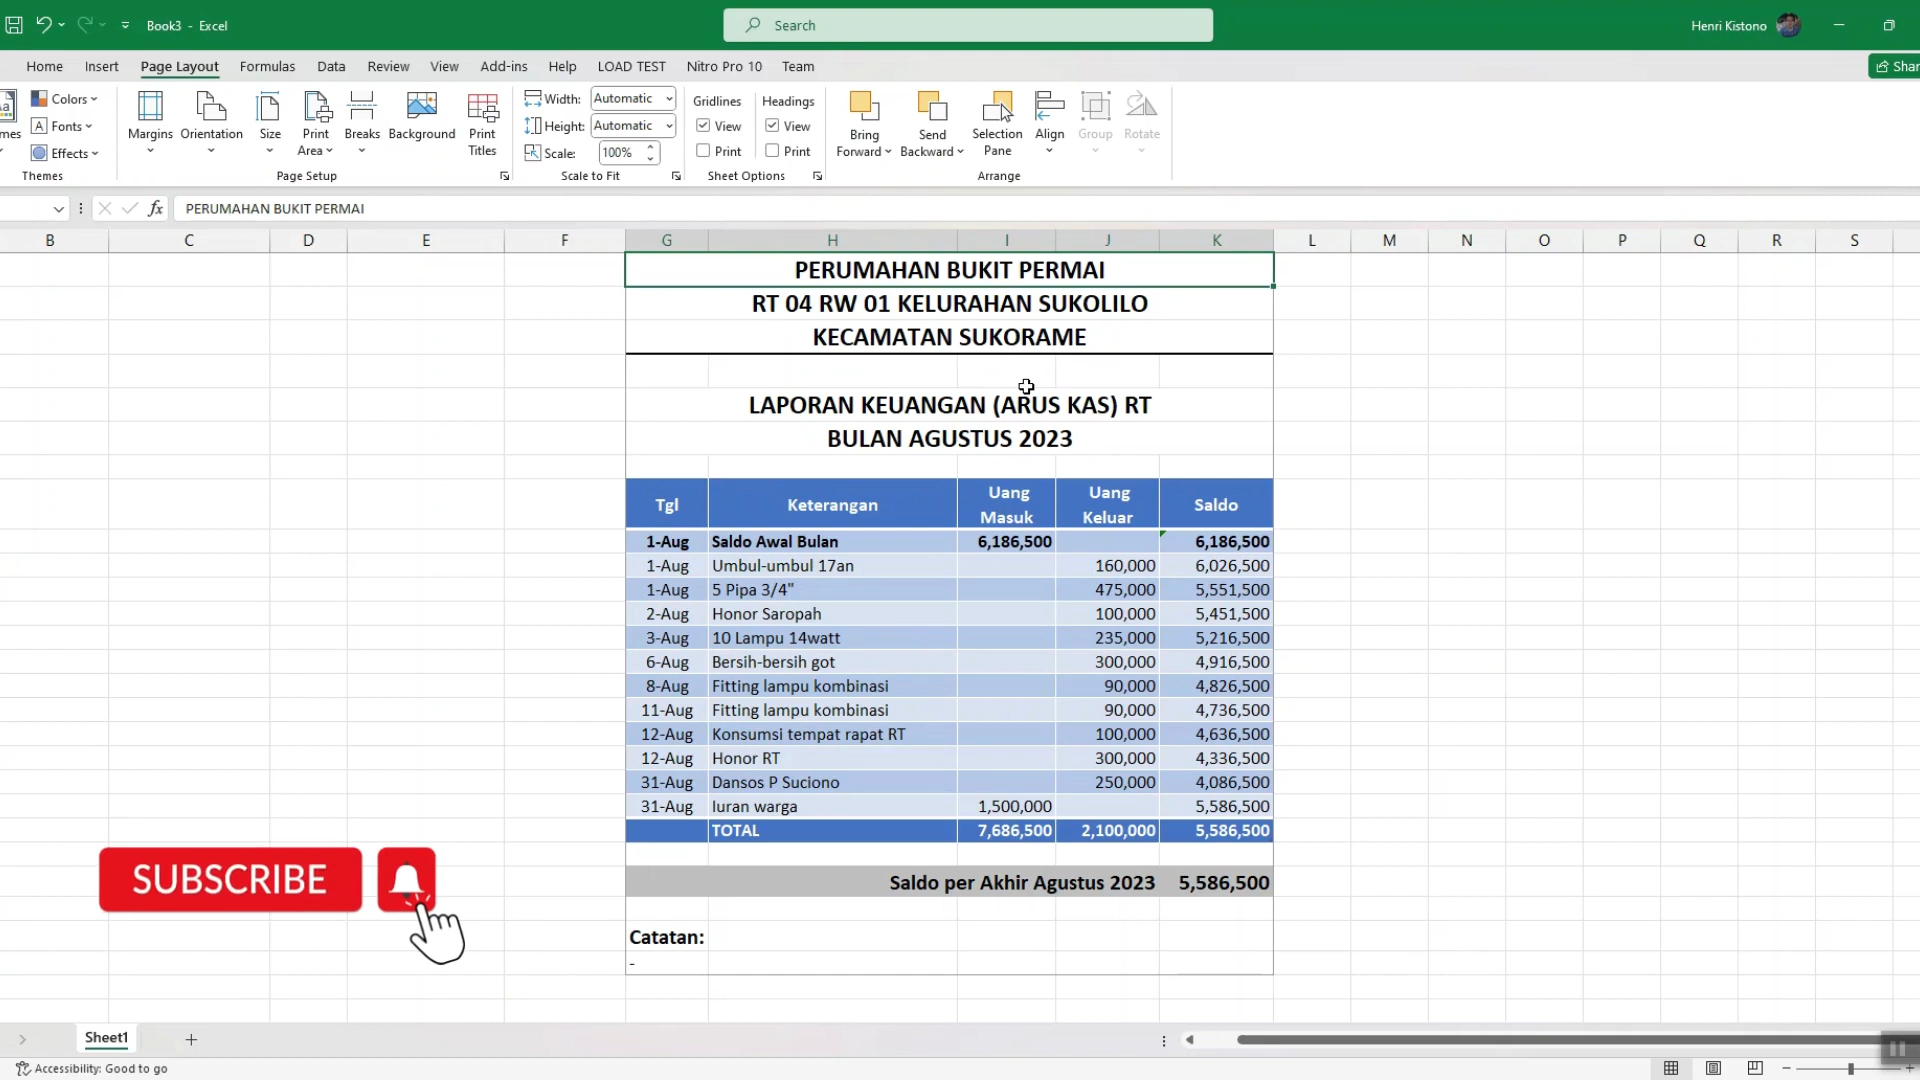 Book3 - Excel
Search
Henri Kistono
Home Insert Page Layout Formulas Data Review View Add-ins Help LOAD TEST Nitro Pro 10 Team
Colors
Fonts
Effects
Themes
Margins Orientation Size Print Area Breaks Background Print Titles
Page Setup
Width: Automatic
Height: Automatic
Scale: 100%
Scale to Fit
Gridlines Headings
View View
Print Print
Sheet Options
Bring Forward Send Backward Selection Pane Align Group Rotate
Arrange
fx PERUMAHAN BUKIT PERMAI
B C D E F G H I J K L M N O P Q R S
PERUMAHAN BUKIT PERMAI
RT 04 RW 01 KELURAHAN SUKOLILO
KECAMATAN SUKORAME
LAPORAN KEUANGAN (ARUS KAS) RT
BULAN AGUSTUS 2023
Tgl Keterangan Uang Masuk Uang Keluar Saldo
1-Aug Saldo Awal Bulan 6,186,500 6,186,500
1-Aug Umbul-umbul 17an 160,000 6,026,500
1-Aug 5 Pipa 3/4" 475,000 5,551,500
2-Aug Honor Saropah 100,000 5,451,500
3-Aug 10 Lampu 14watt 235,000 5,216,500
6-Aug Bersih-bersih got 300,000 4,916,500
8-Aug Fitting lampu kombinasi 90,000 4,826,500
11-Aug Fitting lampu kombinasi 90,000 4,736,500
12-Aug Konsumsi tempat rapat RT 100,000 4,636,500
12-Aug Honor RT 300,000 4,336,500
31-Aug Dansos P Suciono 250,000 4,086,500
31-Aug Iuran warga 1,500,000 5,586,500
TOTAL 7,686,500 2,100,000 5,586,500
Saldo per Akhir Agustus 2023 5,586,500
Catatan:
-
SUBSCRIBE
Sheet1
Accessibility: Good to go